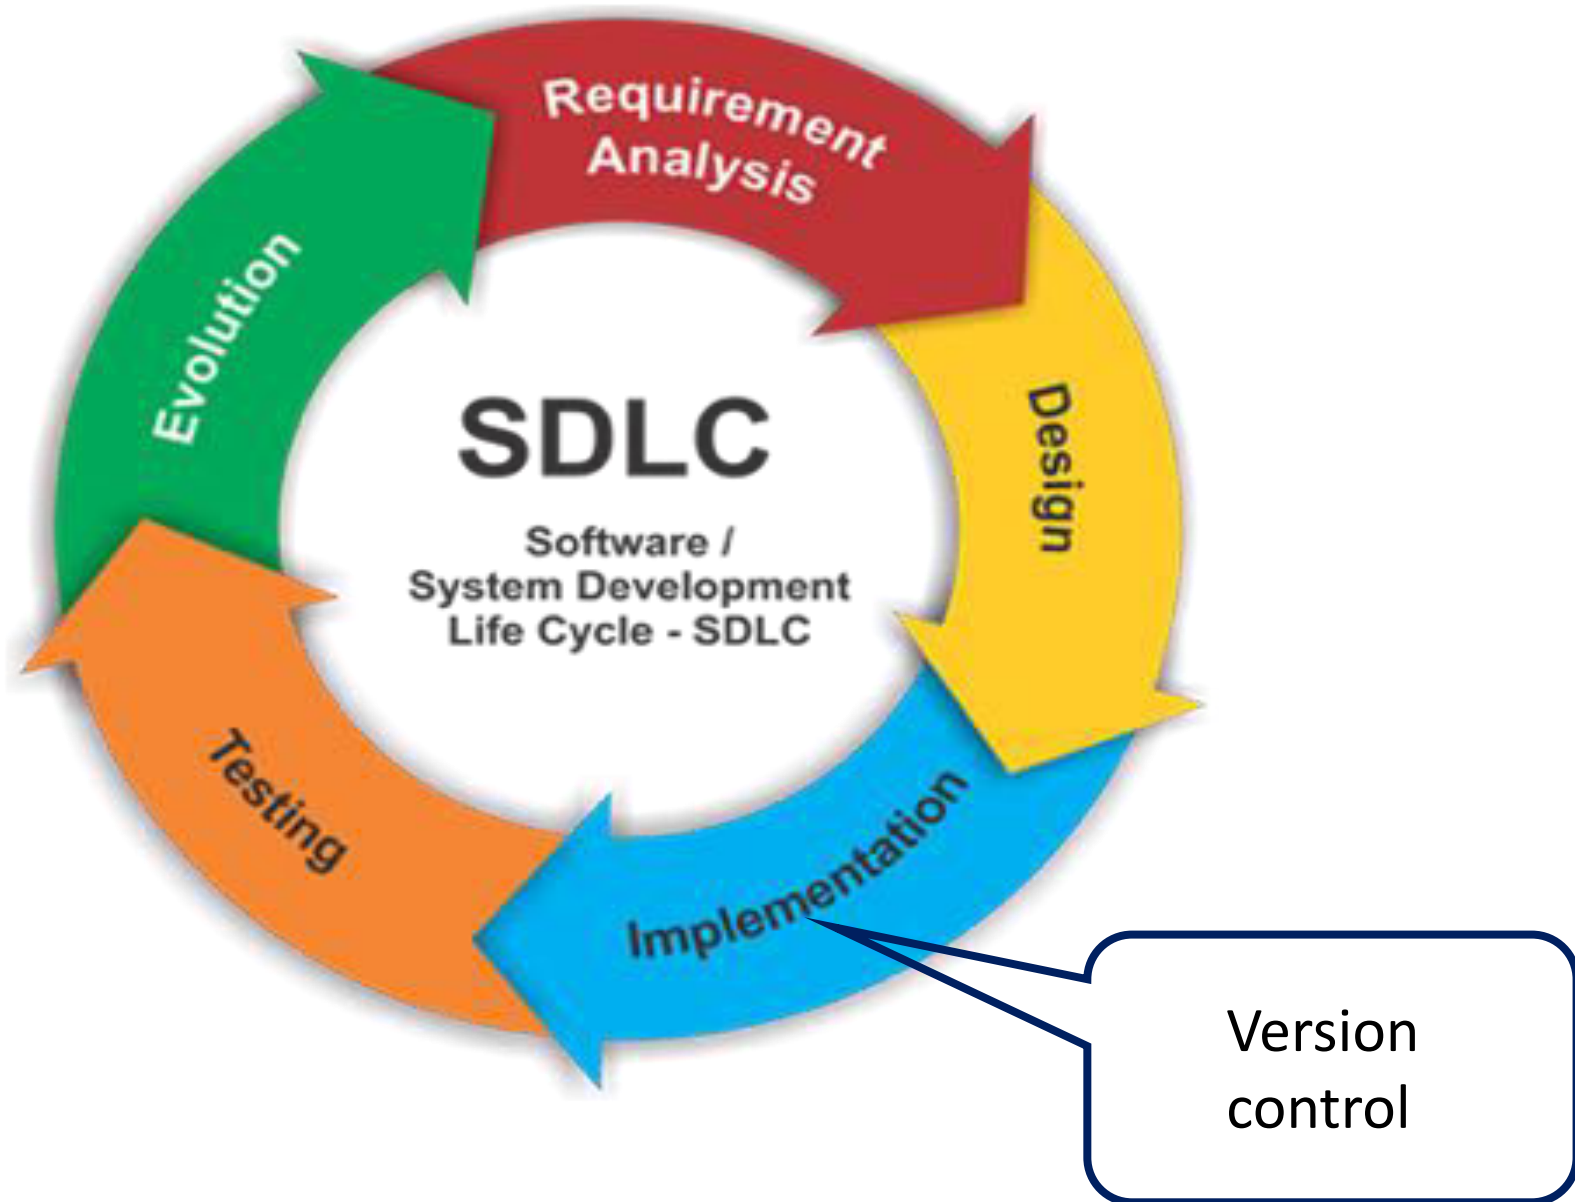 Requirement
Analysis
Evolution
Design
SDLC
Software /
System Development
Life Cycle - SDLC
Testing
Implementation
Version
control